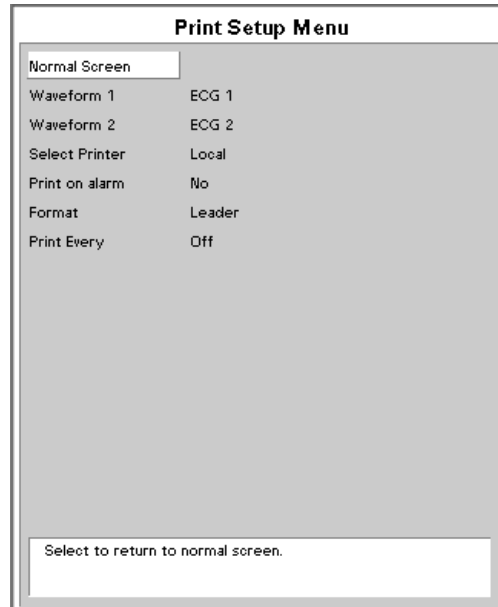 Print Setup Menu
Normal Screen
Waveform 1 ECG 1
Waveform 2 ECG 2
Select Printer Local
Print on alarm No
Format Leader
Print Every Off
Select to return to normal screen.